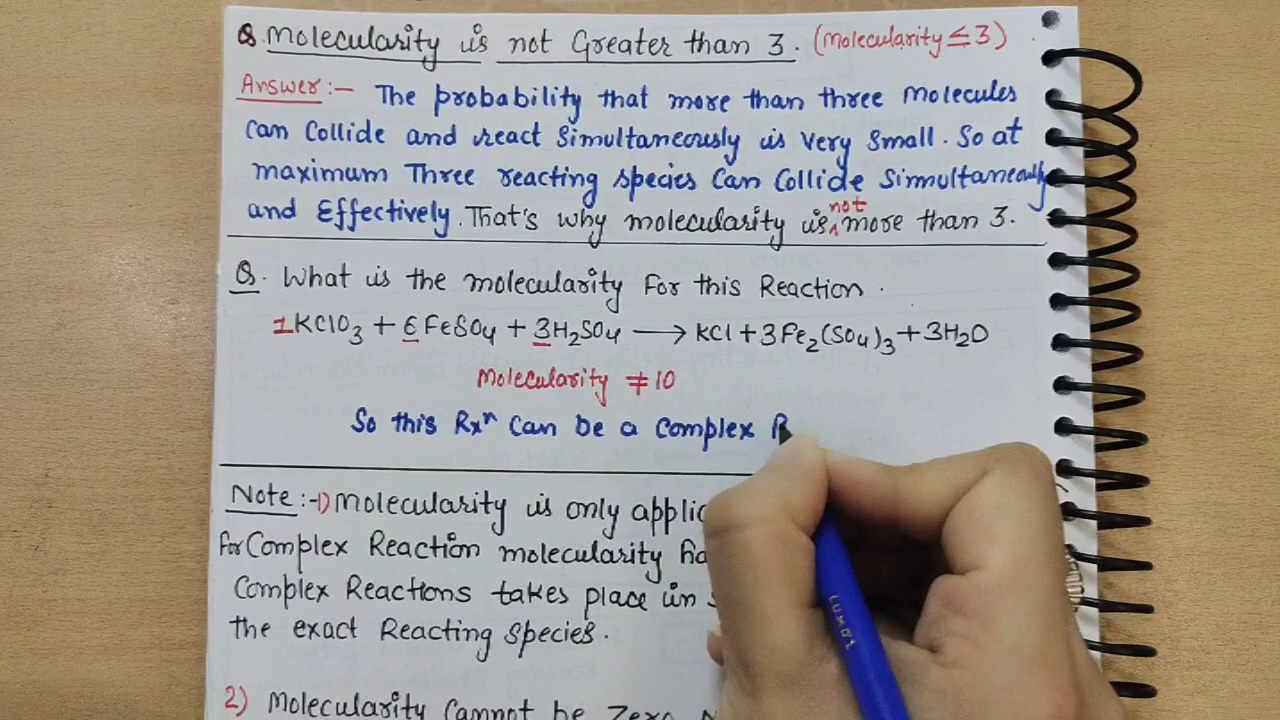 Q. Molecularity is not Greater than 3. (Molecularity ≤ 3)
Answer:- The probability that more than three Molecules
Can Collide and react Simultaneously is very Small. So at
maximum Three reacting species Can Collide Simmultaneously
and Effectively. That's why molecularity is not more than 3.
Q. What is the molecularity For this Reaction.
1KClO3 + 6FeSO4 + 3H2SO4 → KCl + 3Fe2(SO4)3 + 3H2O
Molecularity ≠ 10
So this Rxn Can be a Complex R
Note:-1) Molecularity is only applic
For Complex Reaction molecularity ha
Complex Reactions takes place in
the exact Reacting Species.
2) Molecularity Cannot be Zero
LUXOR